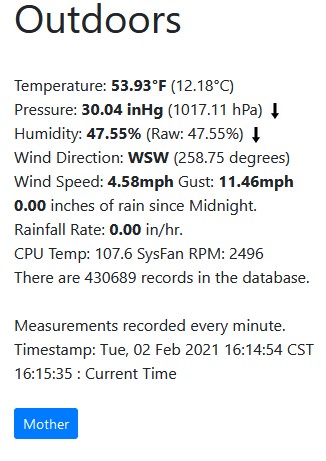 Outdoors
Temperature: 53.93°F (12.18°C)
Pressure: 30.04 inHg (1017.11 hPa) ⬇
Humidity: 47.55% (Raw: 47.55%) ⬇
Wind Direction: WSW (258.75 degrees)
Wind Speed: 4.58mph Gust: 11.46mph
0.00 inches of rain since Midnight.
Rainfall Rate: 0.00 in/hr.
CPU Temp: 107.6 SysFan RPM: 2496
There are 430689 records in the database.
Measurements recorded every minute.
Timestamp: Tue, 02 Feb 2021 16:14:54 CST
16:15:35 : Current Time
Mother